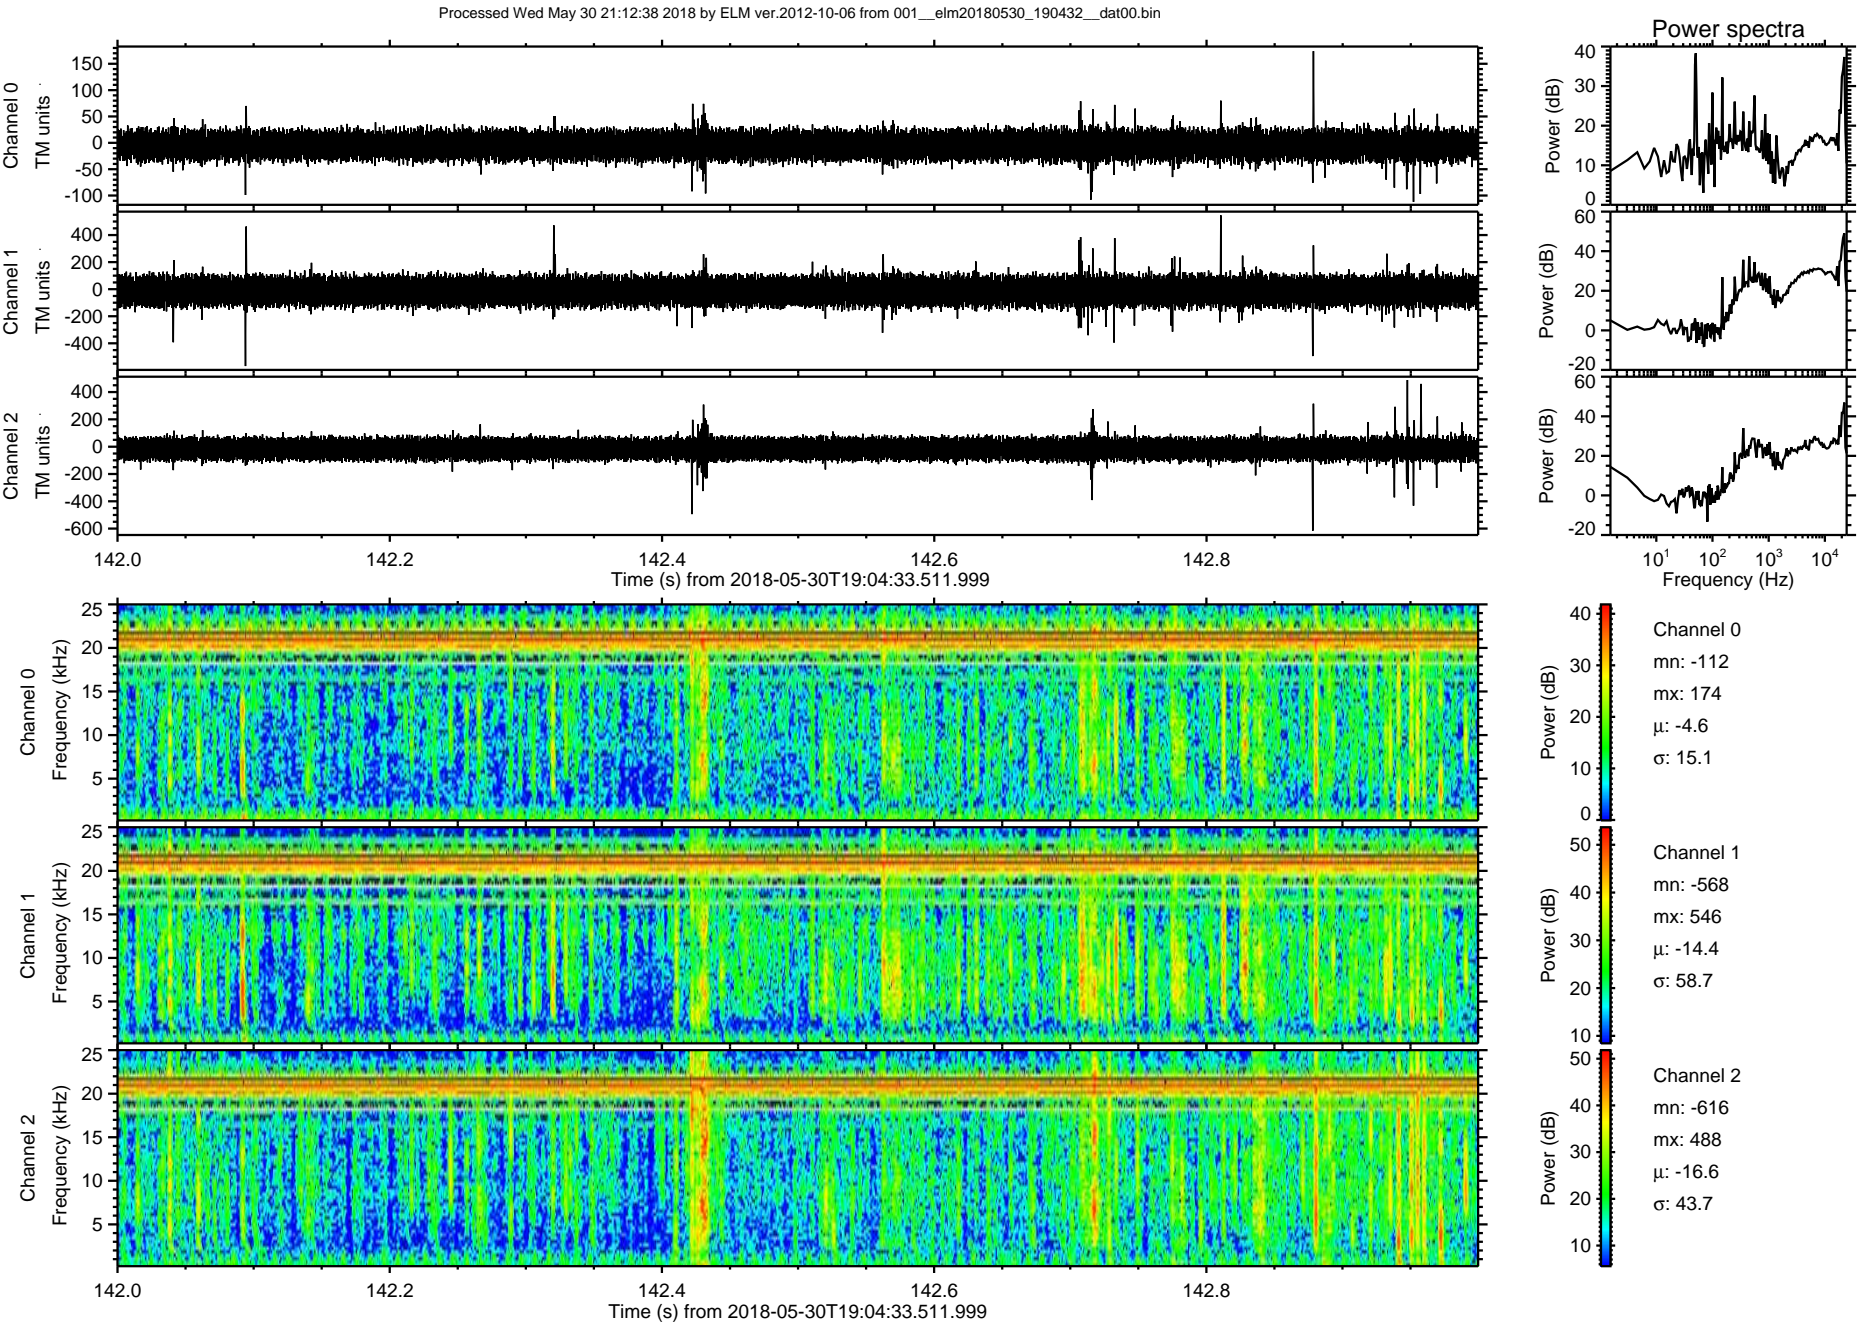 Processed Wed May 30 21:12:38 2018 by ELM ver.2012-10-06 from 001__elm20180530_190432__dat00.bin
Power spectra
Channel 0
TM units
150
100
50
0
-50
-100
Power (dB)
40
30
20
10
0
Channel 1
TM units
400
200
0
-200
-400
Power (dB)
60
40
20
0
-20
Channel 2
TM units
400
200
0
-200
-400
-600
Power (dB)
60
40
20
0
-20
142.0 142.2 142.4 142.6 142.8
Time (s) from 2018-05-30T19:04:33.511.999
10¹ 10² 10³ 10⁴
Frequency (Hz)
Channel 0
Frequency (kHz)
25
20
15
10
5
Power (dB)
40
30
20
10
0
Channel 0
mn: -112
mx: 174
μ: -4.6
σ: 15.1
Channel 1
Frequency (kHz)
25
20
15
10
5
Power (dB)
50
40
30
20
10
Channel 1
mn: -568
mx: 546
μ: -14.4
σ: 58.7
Channel 2
Frequency (kHz)
25
20
15
10
5
Power (dB)
50
40
30
20
10
Channel 2
mn: -616
mx: 488
μ: -16.6
σ: 43.7
142.0 142.2 142.4 142.6 142.8
Time (s) from 2018-05-30T19:04:33.511.999